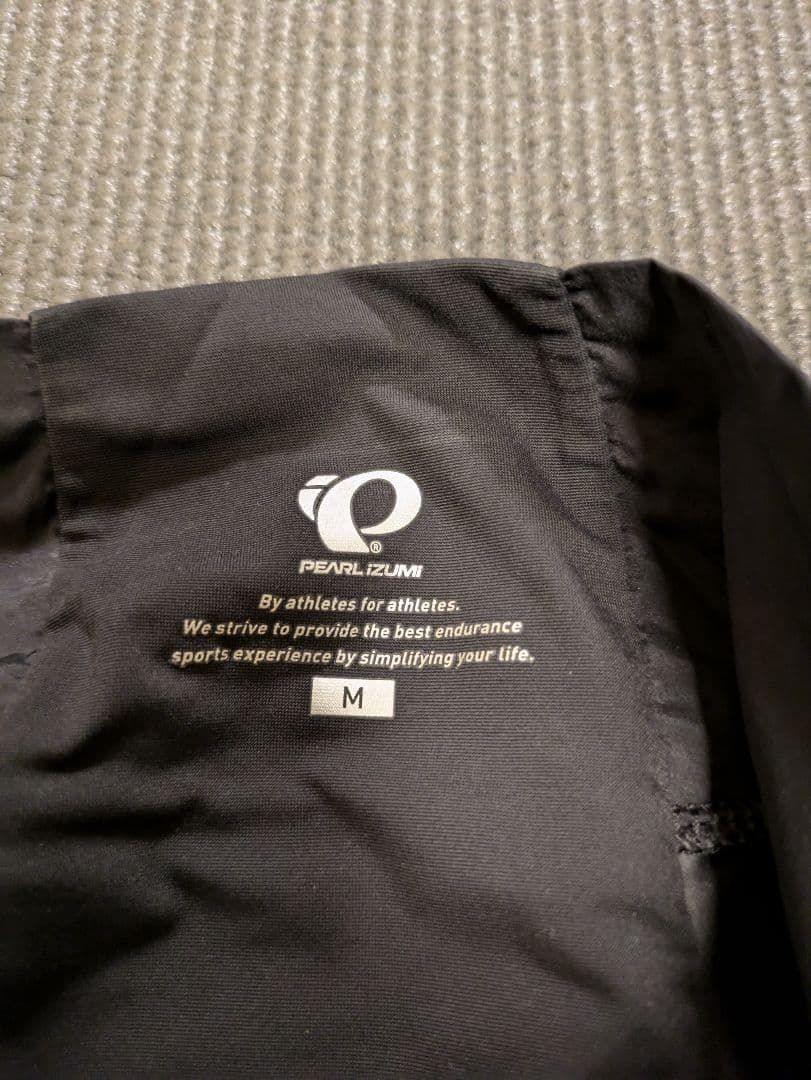 ®
PEARL iZUMi
By athletes for athletes.
We strive to provide the best endurance
sports experience by simplifying your life.
M